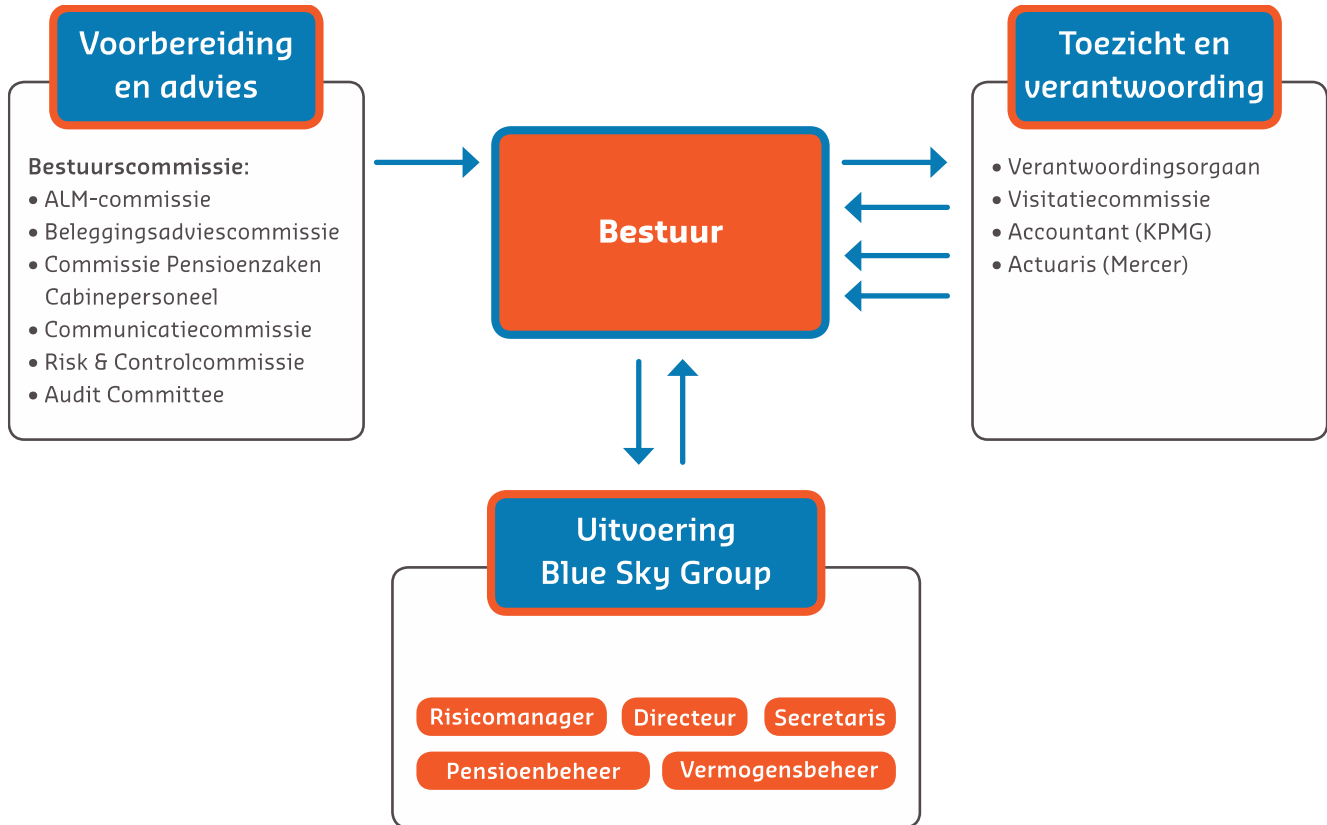 Voorbereiding
en advies
Bestuurscommissie:
• ALM-commissie
• Beleggingsadviescommissie
• Commissie Pensioenzaken
Cabinepersoneel
• Communicatiecommissie
• Risk & Controlcommissie
• Audit Committee
Bestuur
Toezicht en
verantwoording
• Verantwoordingsorgaan
• Visitatiecommissie
• Accountant (KPMG)
• Actuaris (Mercer)
Uitvoering
Blue Sky Group
Risicomanager
Directeur
Secretaris
Pensioenbeheer
Vermogensbeheer